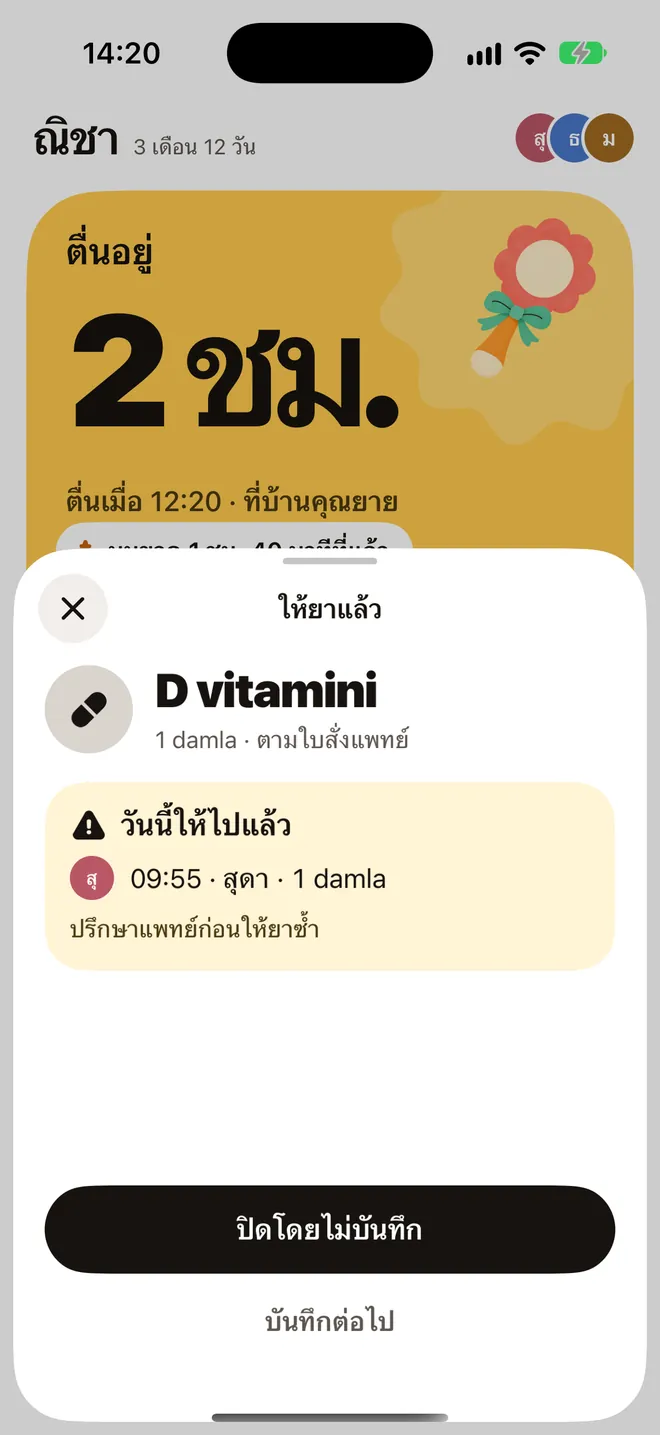 14:20
ณิชา 3 เดือน 12 วัน
สุ ธ ม
ตื่นอยู่
2 ชม.
ตื่นเมื่อ 12:20 · ที่บ้านคุณยาย
ให้ยาแล้ว
D vitamini
1 damla · ตามใบสั่งแพทย์
วันนี้ให้ไปแล้ว
สุ 09:55 · สุดา · 1 damla
ปรึกษาแพทย์ก่อนให้ยาซ้ำ
ปิดโดยไม่บันทึก
บันทึกต่อไป